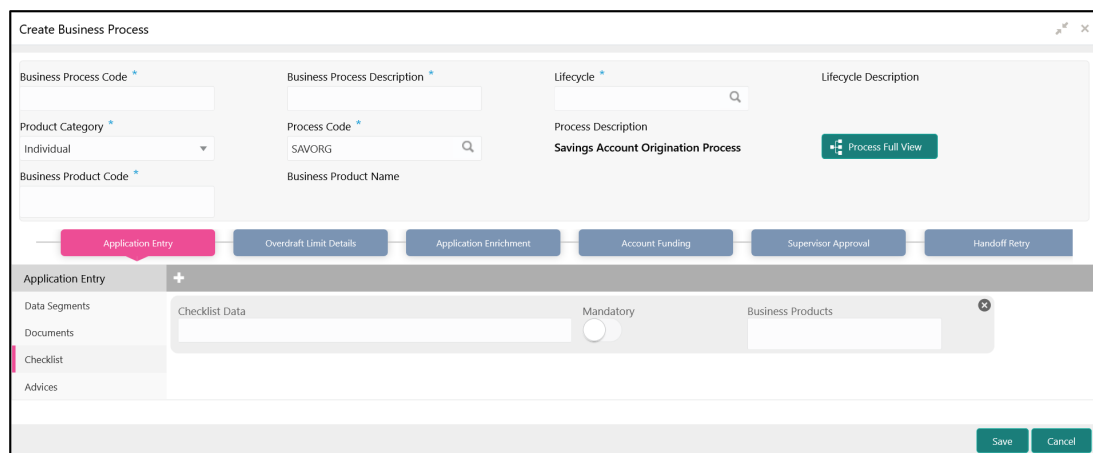 Create Business Process
Business Process Code * Business Process Description * Lifecycle * Lifecycle Description
Product Category * Process Code * Process Description
Individual SAVORG Savings Account Origination Process Process Full View
Business Product Code * Business Product Name
Application Entry Overdraft Limit Details Application Enrichment Account Funding Supervisor Approval Handoff Retry
Application Entry +
Data Segments
Checklist Data Mandatory Business Products
Documents
Checklist
Advices
Save Cancel